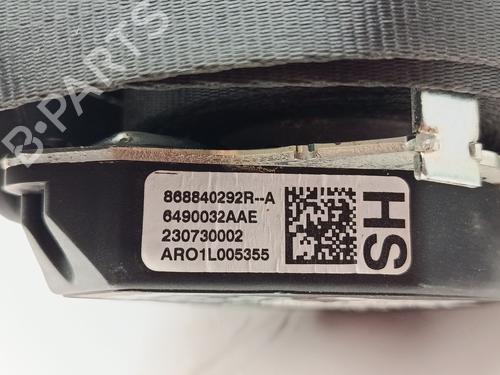 B-PARTS
868840292R--A
6490032AAE
230730002
ARO1L005355
HS